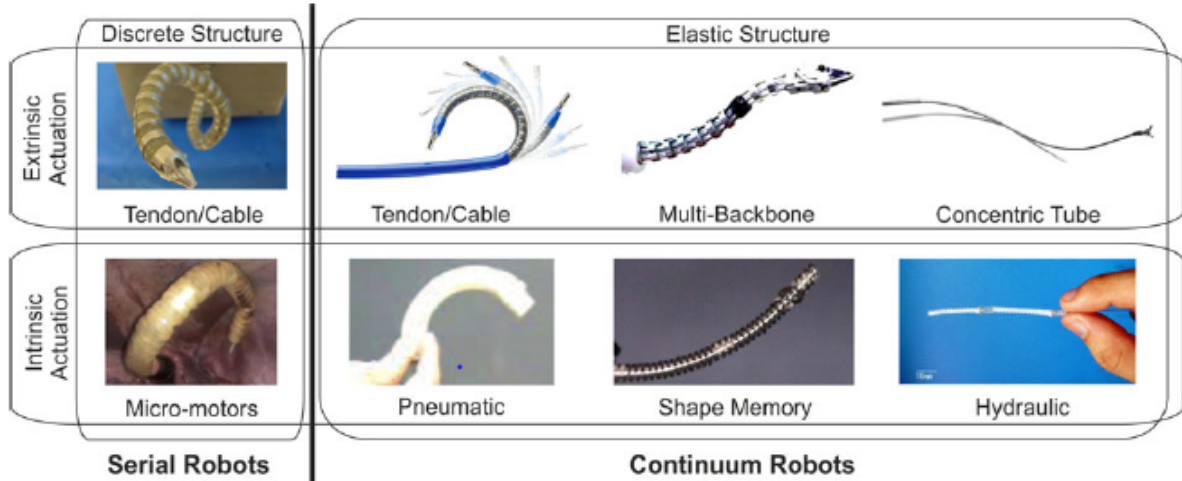 Discrete Structure
Elastic Structure
Extrinsic
Actuation
Tendon/Cable
Tendon/Cable
Multi-Backbone
Concentric Tube
Intrinsic
Actuation
Micro-motors
Pneumatic
Shape Memory
Hydraulic
Serial Robots
Continuum Robots